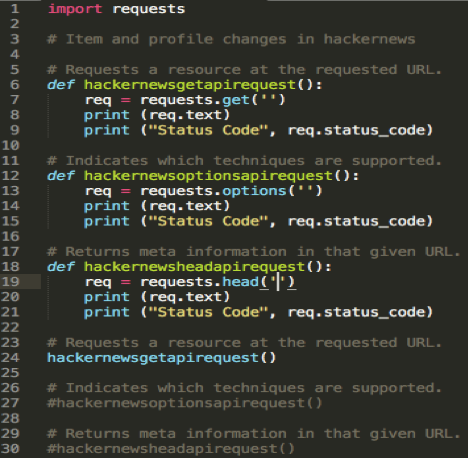 1 import requests
2
3 # Item and profile changes in hackernews
4
5 # Requests a resource at the requested URL.
6 def hackernewsgetapirequest():
7     req = requests.get('')
8     print (req.text)
9     print ("Status Code", req.status_code)
10
11 # Indicates which techniques are supported.
12 def hackernewsoptionsapirequest():
13     req = requests.options('')
14     print (req.text)
15     print ("Status Code", req.status_code)
16
17 # Returns meta information in that given URL.
18 def hackernewsheadapirequest():
19     req = requests.head('')
20     print (req.text)
21     print ("Status Code", req.status_code)
22
23 # Requests a resource at the requested URL.
24 hackernewsgetapirequest()
25
26 # Indicates which techniques are supported.
27 #hackernewsoptionsapirequest()
28
29 # Returns meta information in that given URL.
30 #hackernewsheadapirequest()